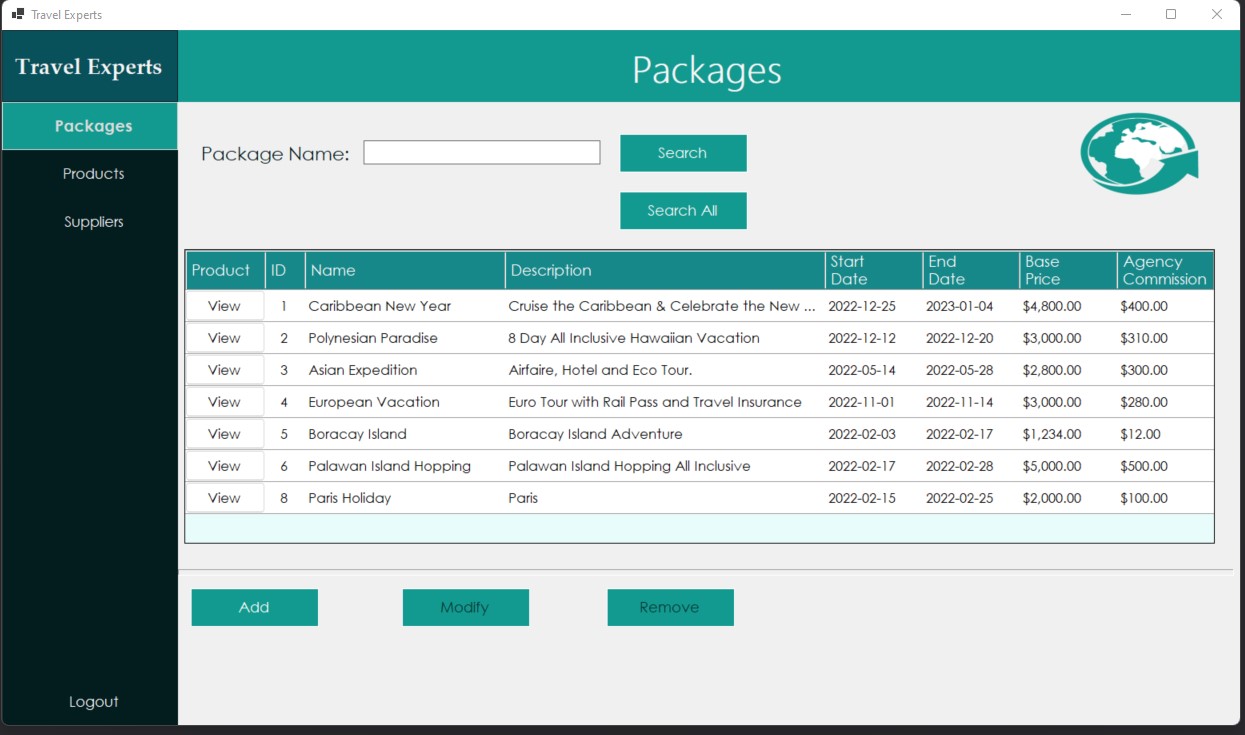 Travel Experts
Travel Experts
Packages
Packages
Products
Suppliers
Logout
Package Name:
Search
Search All
Product ID Name Description Start Date End Date Base Price Agency Commission
View 1 Caribbean New Year Cruise the Caribbean & Celebrate the New ... 2022-12-25 2023-01-04 $4,800.00 $400.00
View 2 Polynesian Paradise 8 Day All Inclusive Hawaiian Vacation 2022-12-12 2022-12-20 $3,000.00 $310.00
View 3 Asian Expedition Airfaire, Hotel and Eco Tour. 2022-05-14 2022-05-28 $2,800.00 $300.00
View 4 European Vacation Euro Tour with Rail Pass and Travel Insurance 2022-11-01 2022-11-14 $3,000.00 $280.00
View 5 Boracay Island Boracay Island Adventure 2022-02-03 2022-02-17 $1,234.00 $12.00
View 6 Palawan Island Hopping Palawan Island Hopping All Inclusive 2022-02-17 2022-02-28 $5,000.00 $500.00
View 8 Paris Holiday Paris 2022-02-15 2022-02-25 $2,000.00 $100.00
Add Modify Remove